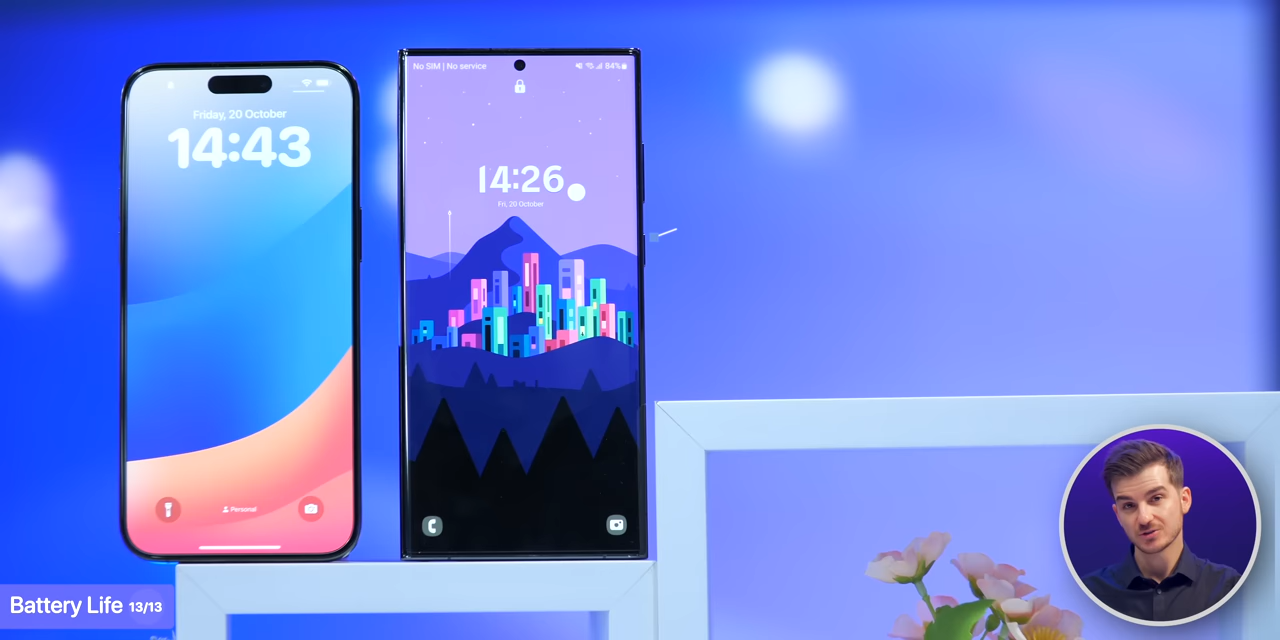 Friday, 20 October
14:43
Personal
No SIM | No service
84%
14:26
Fri, 20 October
Battery Life 13/13